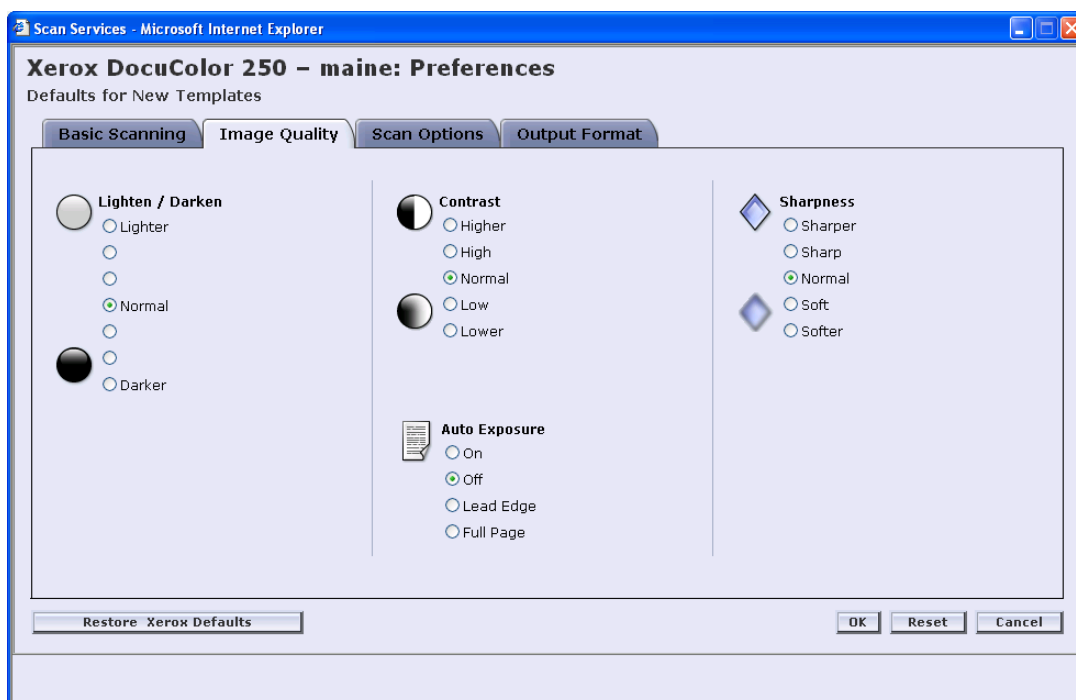 Scan Services - Microsoft Internet Explorer
Xerox DocuColor 250 – maine: Preferences
Defaults for New Templates
Basic Scanning
Image Quality
Scan Options
Output Format
Lighten / Darken
Lighter
Normal
Darker
Contrast
Higher
High
Normal
Low
Lower
Auto Exposure
On
Off
Lead Edge
Full Page
Sharpness
Sharper
Sharp
Normal
Soft
Softer
Restore Xerox Defaults
OK
Reset
Cancel